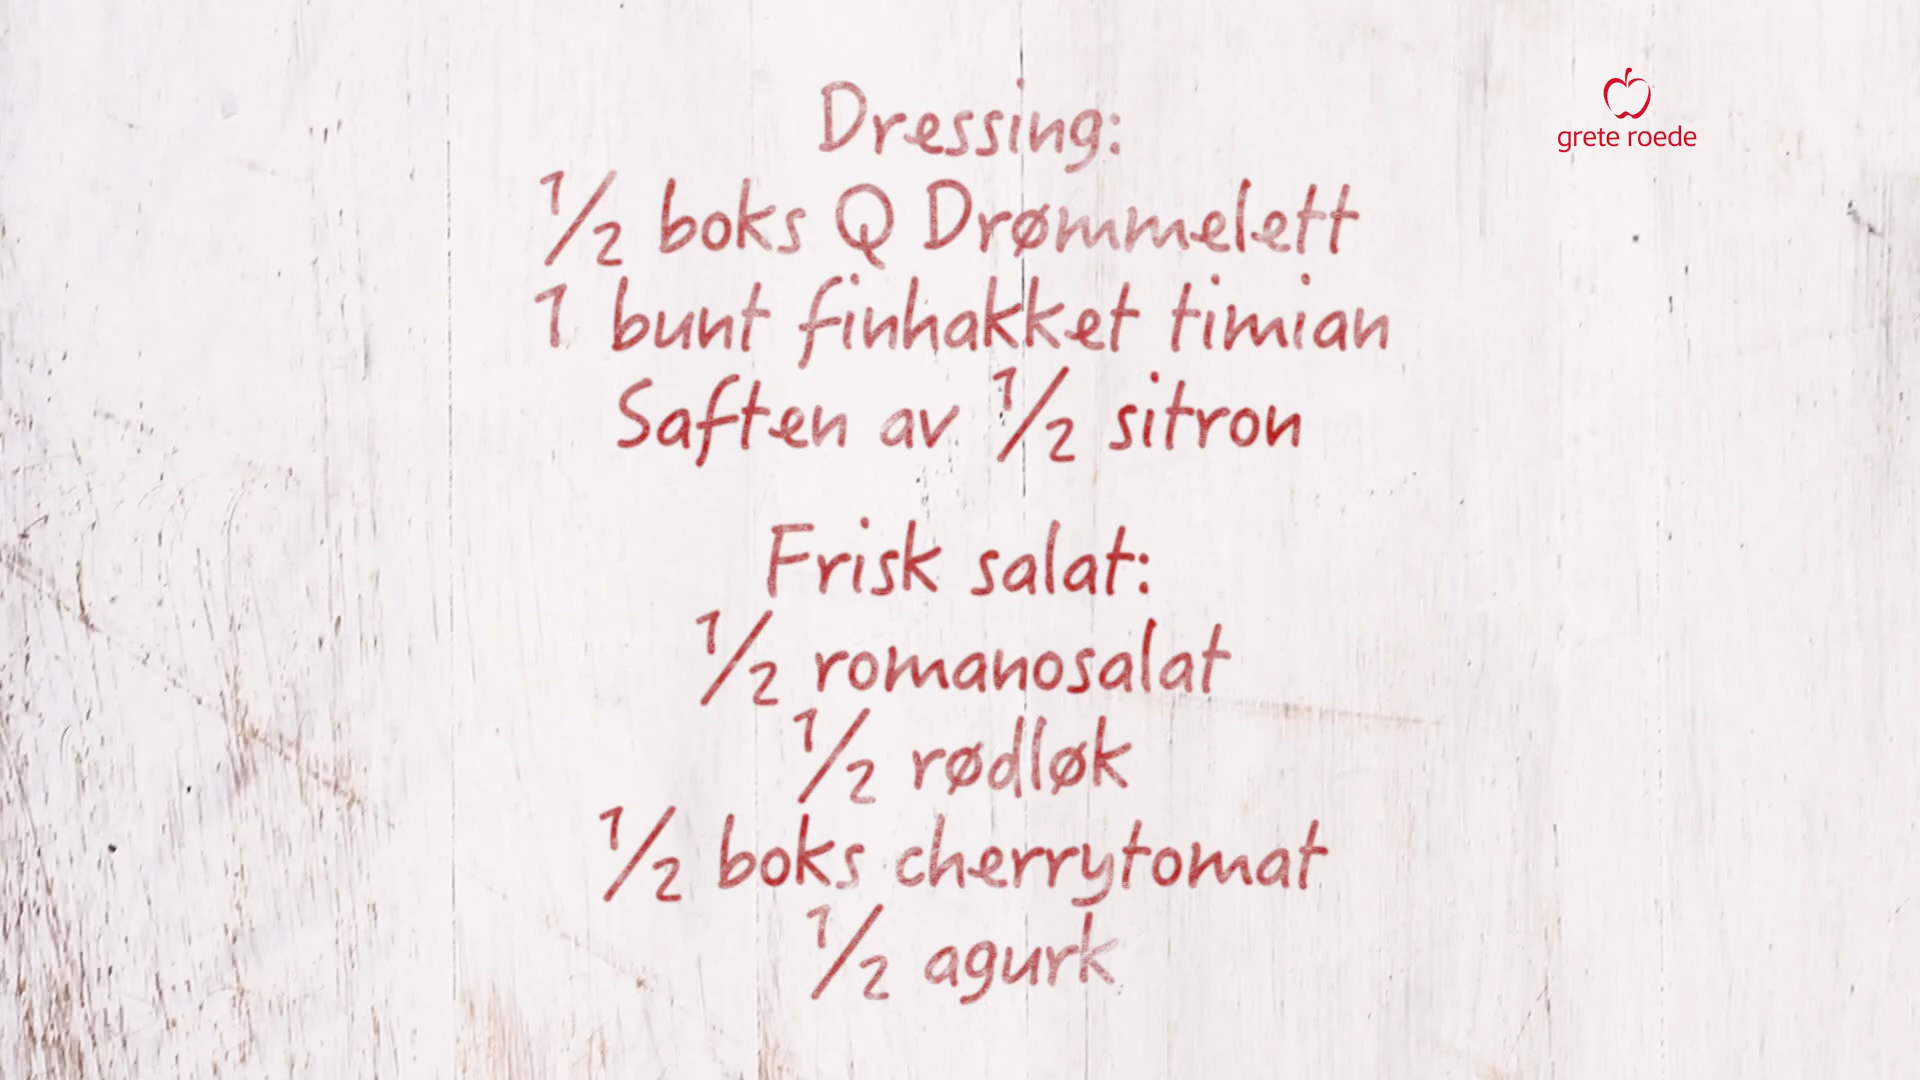 grete roede
Dressing:
1/2 boks Q Drømmelett
1 bunt finhakket timian
Saften av 1/2 sitron
Frisk salat:
1/2 romanosalat
1/2 rødløk
1/2 boks cherrytomat
1/2 agurk